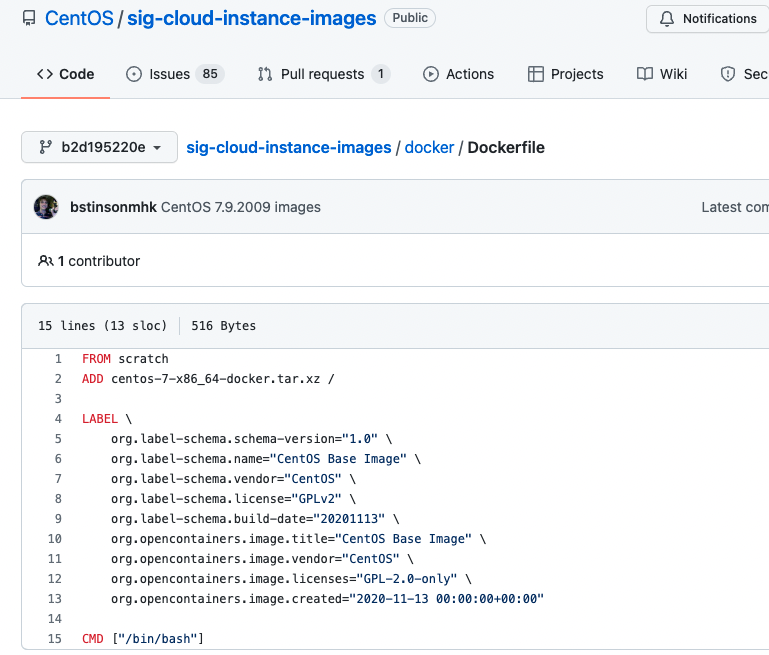 CentOS / sig-cloud-instance-images Public Notifications
Code Issues 85 Pull requests 1 Actions Projects Wiki Sec
b2d195220e sig-cloud-instance-images / docker / Dockerfile
bstinsonmhk CentOS 7.9.2009 images Latest com
1 contributor
15 lines (13 sloc) 516 Bytes
1 FROM scratch
2 ADD centos-7-x86_64-docker.tar.xz /
3
4 LABEL \
5 org.label-schema.schema-version="1.0" \
6 org.label-schema.name="CentOS Base Image" \
7 org.label-schema.vendor="CentOS" \
8 org.label-schema.license="GPLv2" \
9 org.label-schema.build-date="20201113" \
10 org.opencontainers.image.title="CentOS Base Image" \
11 org.opencontainers.image.vendor="CentOS" \
12 org.opencontainers.image.licenses="GPL-2.0-only" \
13 org.opencontainers.image.created="2020-11-13 00:00:00+00:00"
14
15 CMD ["/bin/bash"]